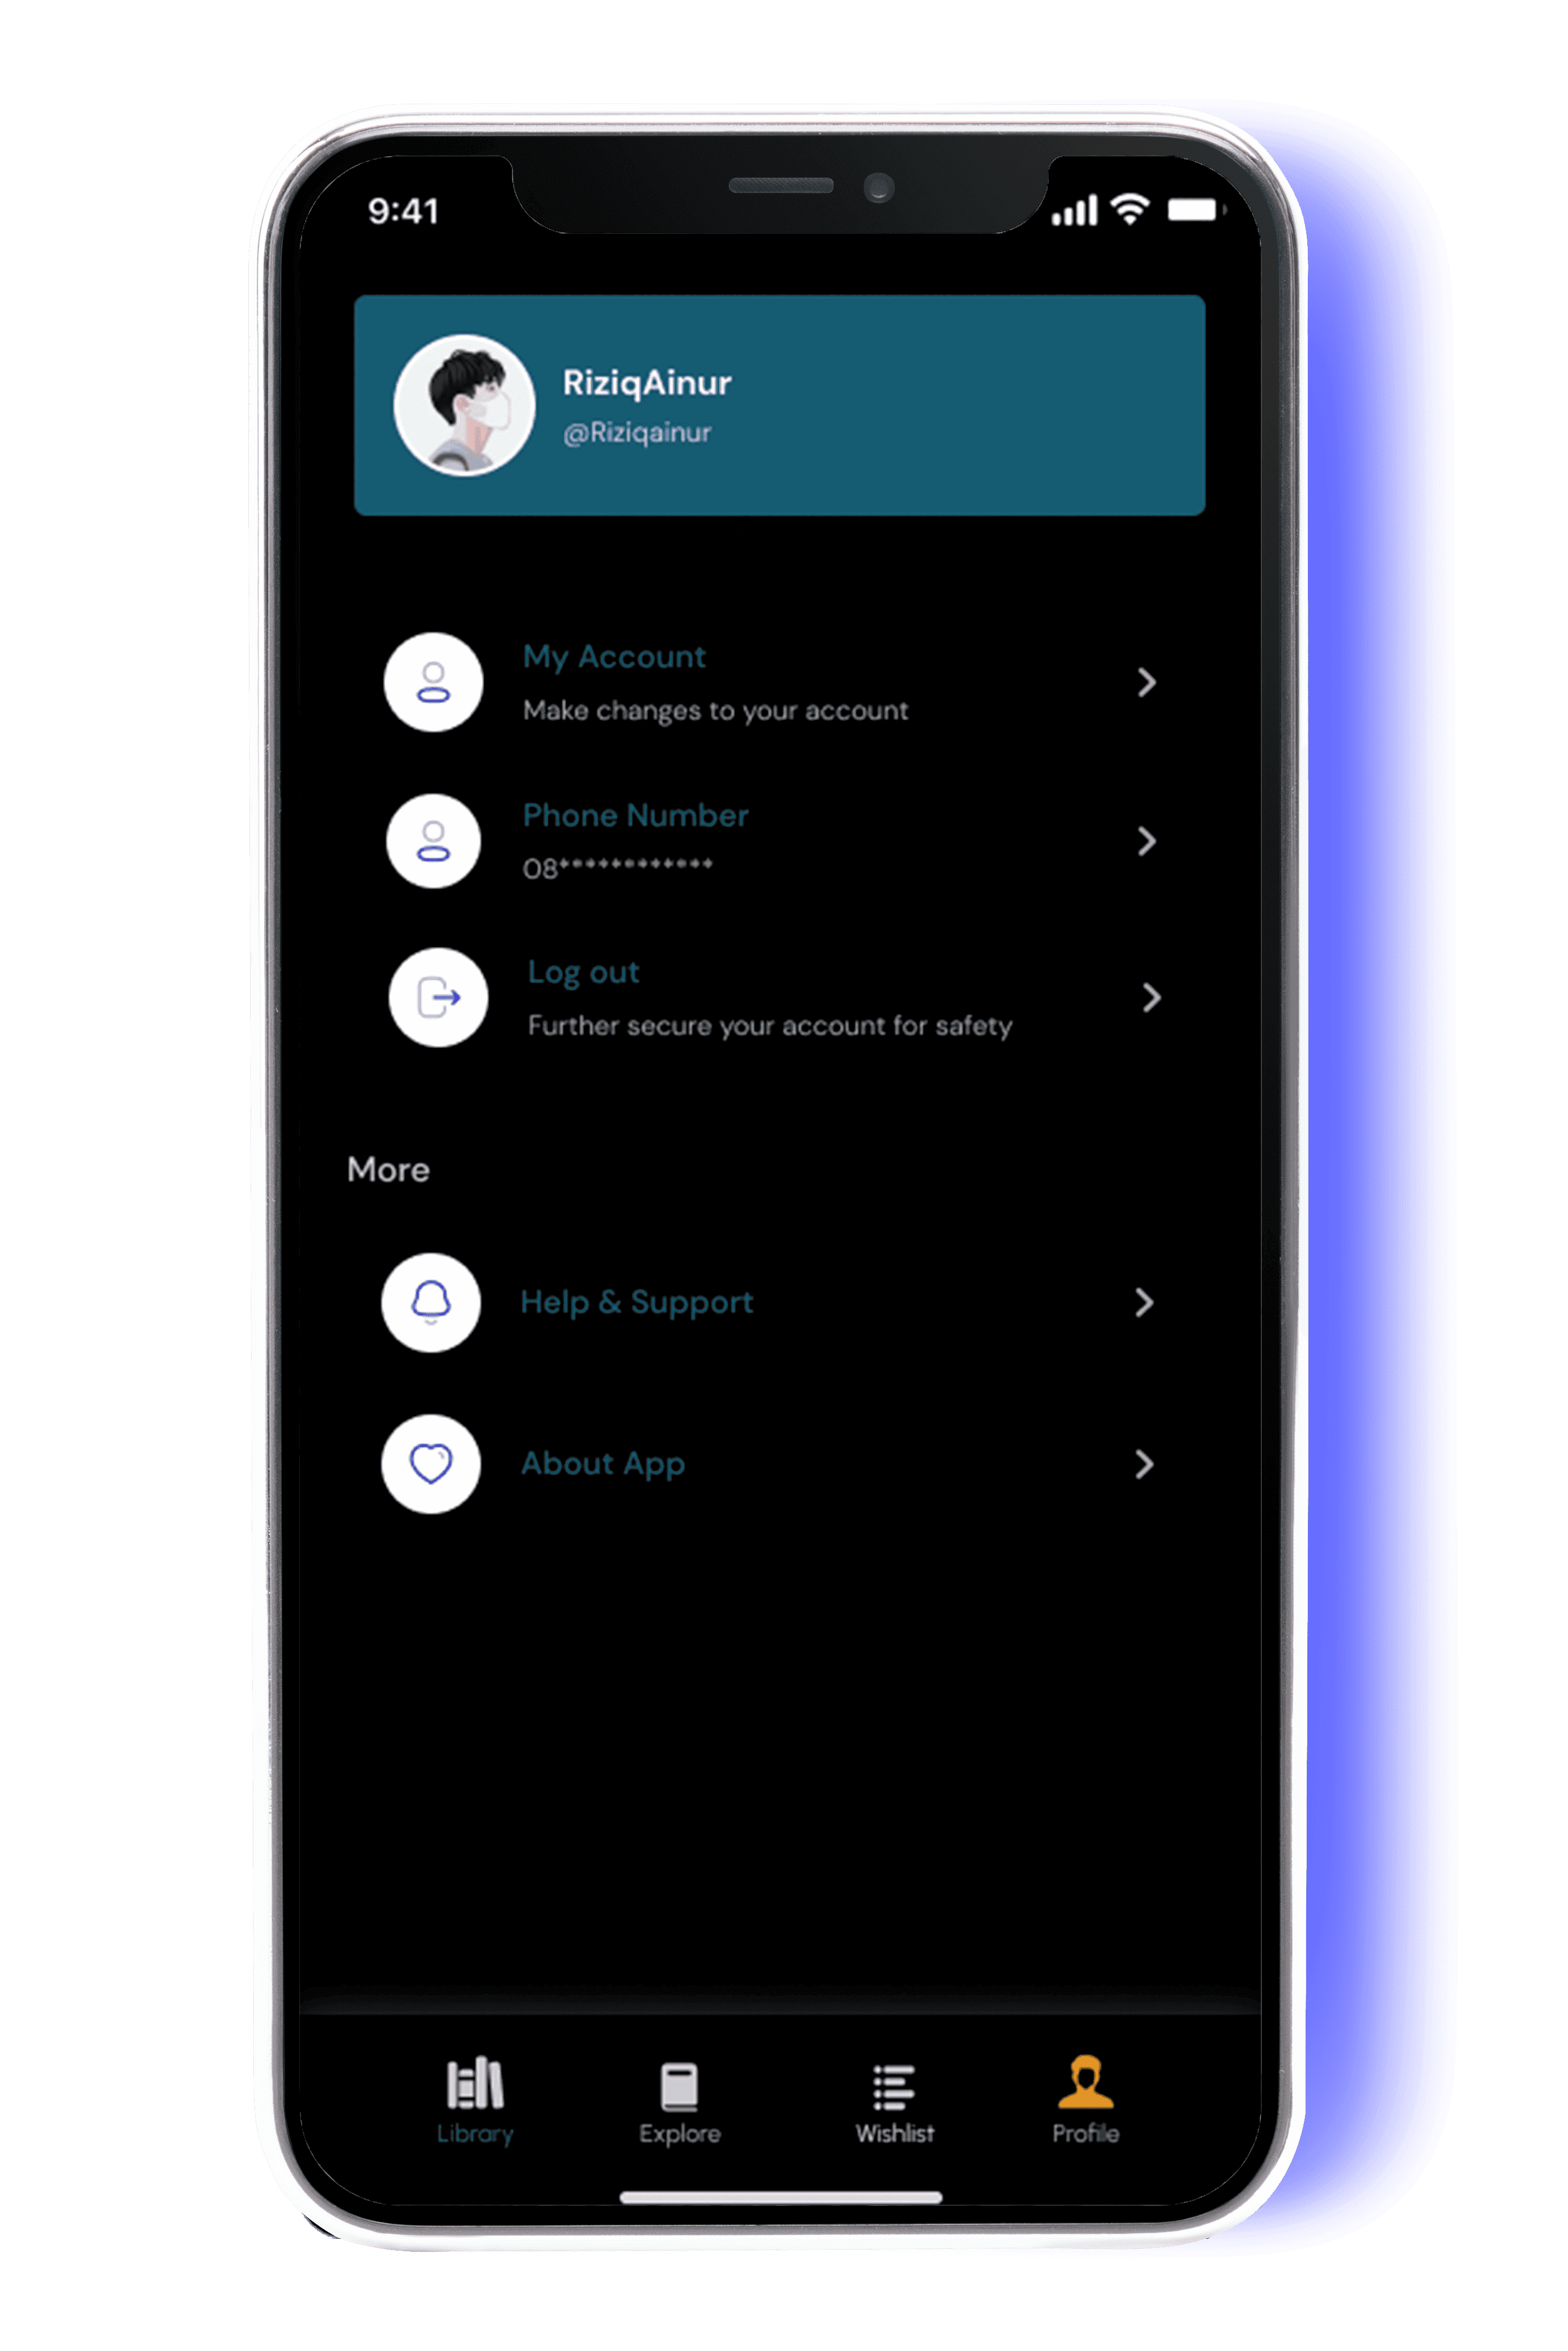 9:41
RiziqAinur
@Riziqainur
My Account
Make changes to your account
Phone Number
08************
Log out
Further secure your account for safety
More
Help & Support
About App
Library
Explore
Wishlist
Profile